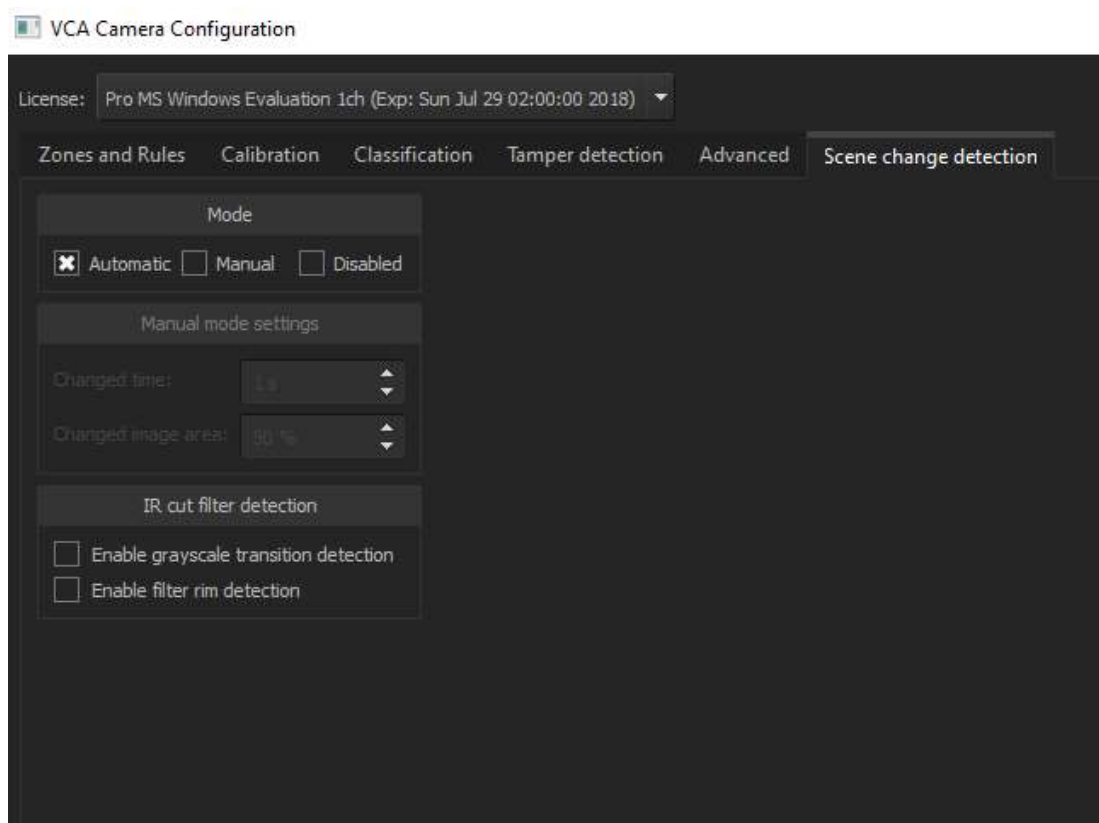 VCA Camera Configuration
License: Pro MS Windows Evaluation 1ch (Exp: Sun Jul 29 02:00:00 2018)
Zones and Rules Calibration Classification Tamper detection Advanced Scene change detection
Mode
Automatic Manual Disabled
Manual mode settings
Changed time: 1 s
Changed image area: %
IR cut filter detection
Enable grayscale transition detection
Enable filter rim detection